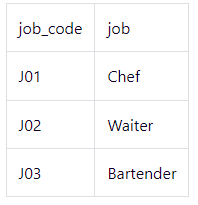 job_code job
J01 Chef
J02 Waiter
J03 Bartender